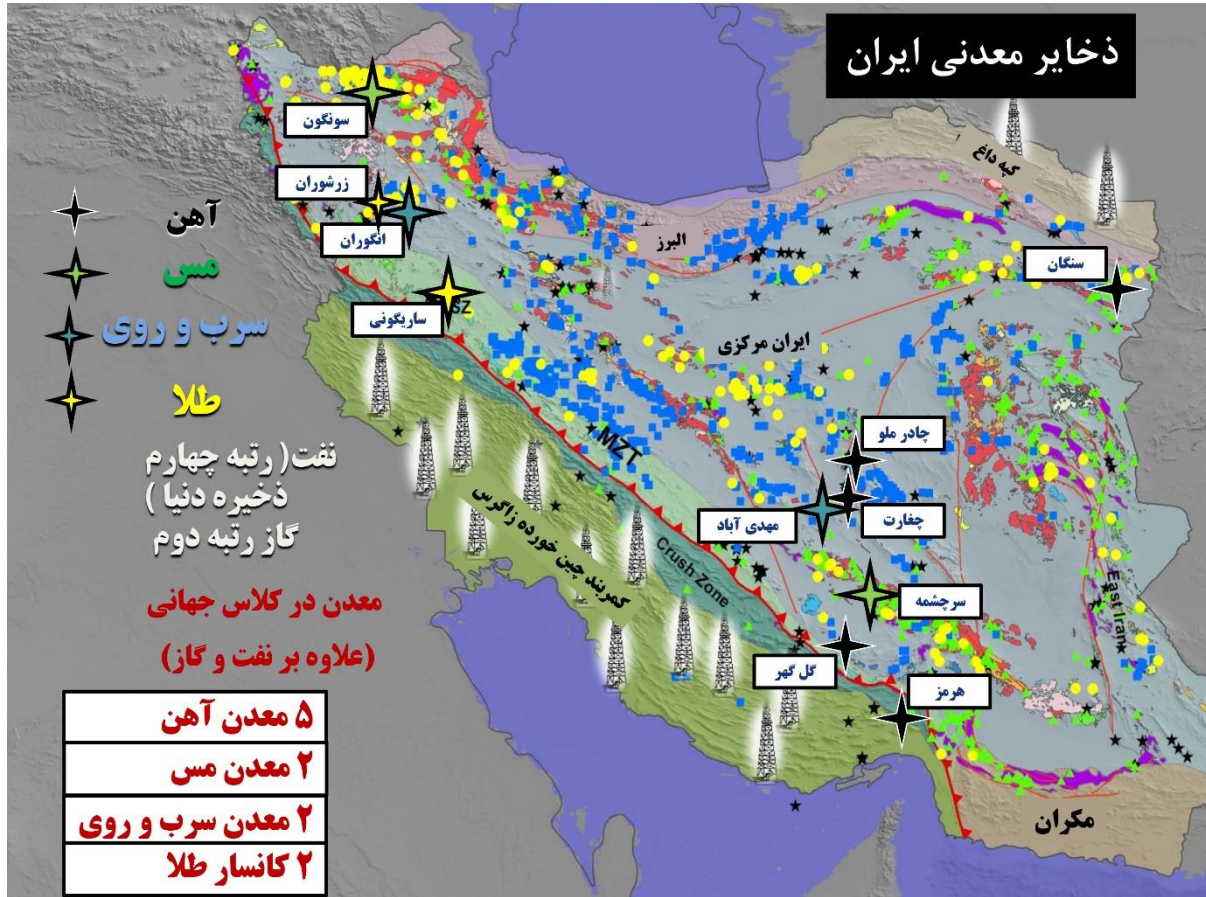 ذخایر معدنی ایران
سونگون
زرشوران
انگوران
ساریگونی
SZ
کپه داغ
البرز
سنگان
ایران مرکزی
چادر ملو
چغارت
مهدی آباد
سرچشمه
گل گهر
هرمز
مکران
MZT
Crush Zone
East Iran
کمربند چین خورده زاگرس
آهن
مس
سرب و روی
طلا
نفت( رتبه چهارم
ذخیره دنیا )
گاز رتبه دوم
معدن در کلاس جهانی
(علاوه بر نفت و گاز)
۵ معدن آهن
۲ معدن مس
۲ معدن سرب و روی
۲ کانسار طلا